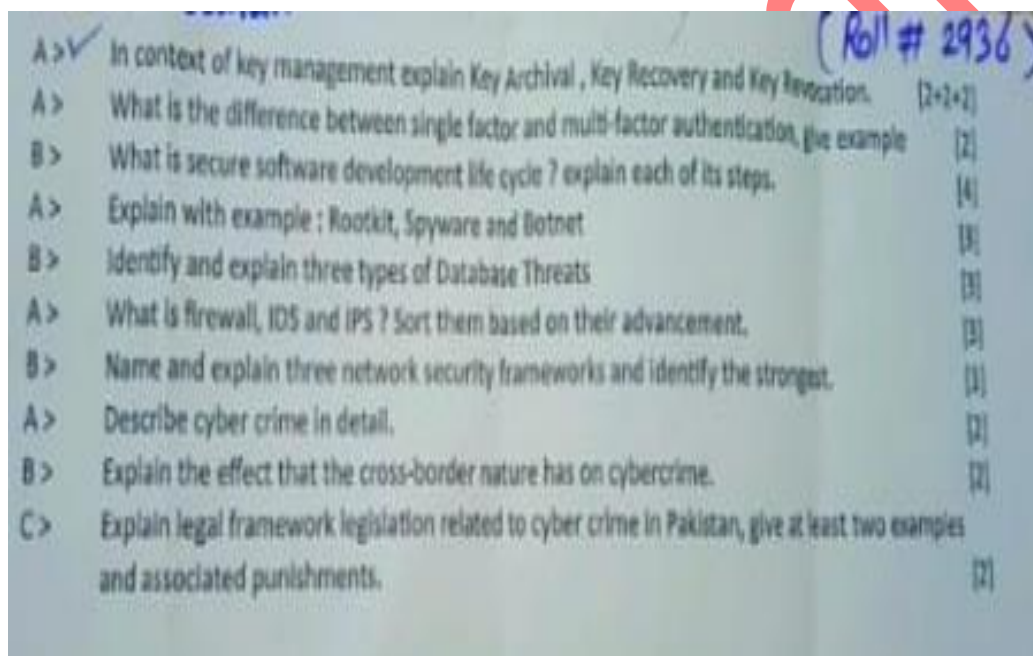 (Roll # 2936)
A > In context of key management explain Key Archival , Key Recovery and Key Revocation. [2+2+2]
A > What is the difference between single factor and multi-factor authentication, give example [2]
B > What is secure software development life cycle ? explain each of its steps. [4]
A > Explain with example : Rootkit, Spyware and Botnet [3]
B > Identify and explain three types of Database Threats [3]
A > What is firewall, IDS and IPS ? Sort them based on their advancement. [3]
B > Name and explain three network security frameworks and identify the strongest. [3]
A > Describe cyber crime in detail. [2]
B > Explain the effect that the cross-border nature has on cybercrime. [2]
C > Explain legal framework legislation related to cyber crime in Pakistan, give at least two examples
and associated punishments. [2]